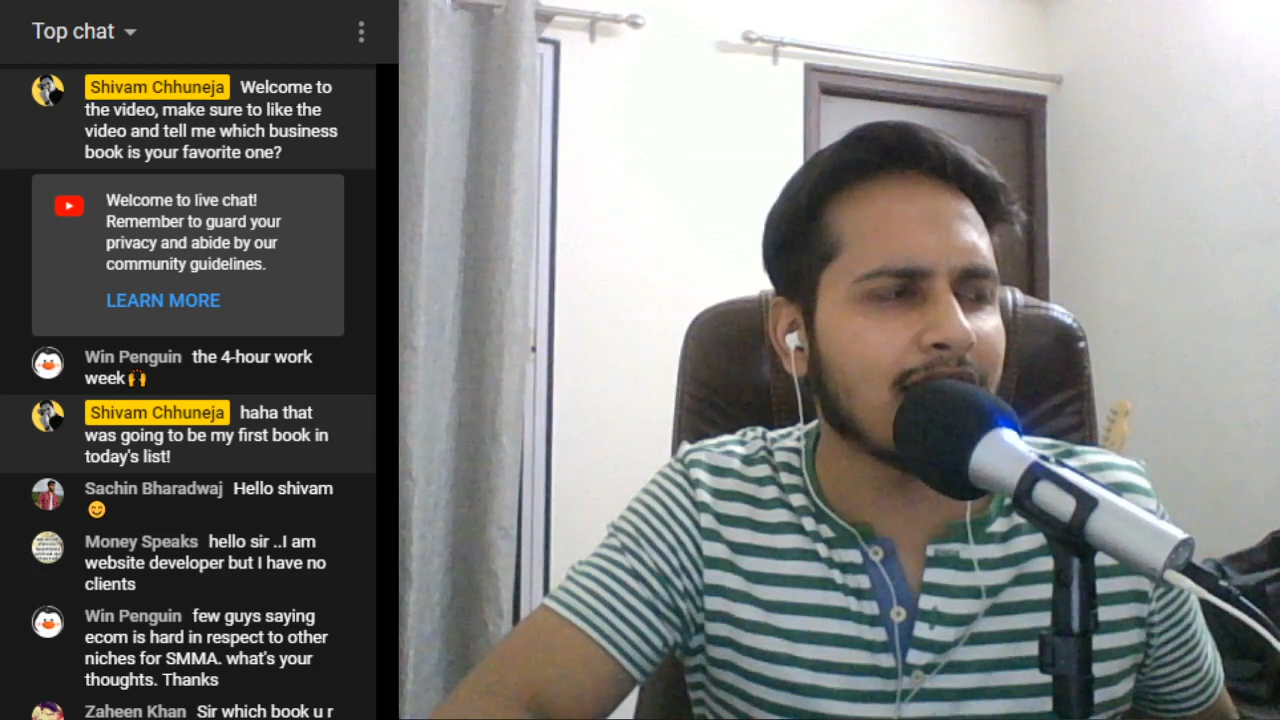 Top chat
Shivam Chhuneja Welcome to
the video, make sure to like the
video and tell me which business
book is your favorite one?
Welcome to live chat!
Remember to guard your
privacy and abide by our
community guidelines.
LEARN MORE
Win Penguin the 4-hour work
week🙌
Shivam Chhuneja haha that
was going to be my first book in
today's list!
Sachin Bharadwaj Hello shivam
😊
Money Speaks hello sir ..I am
website developer but I have no
clients
Win Penguin few guys saying
ecom is hard in respect to other
niches for SMMA. what's your
thoughts. Thanks
Zaheen Khan Sir which book u r